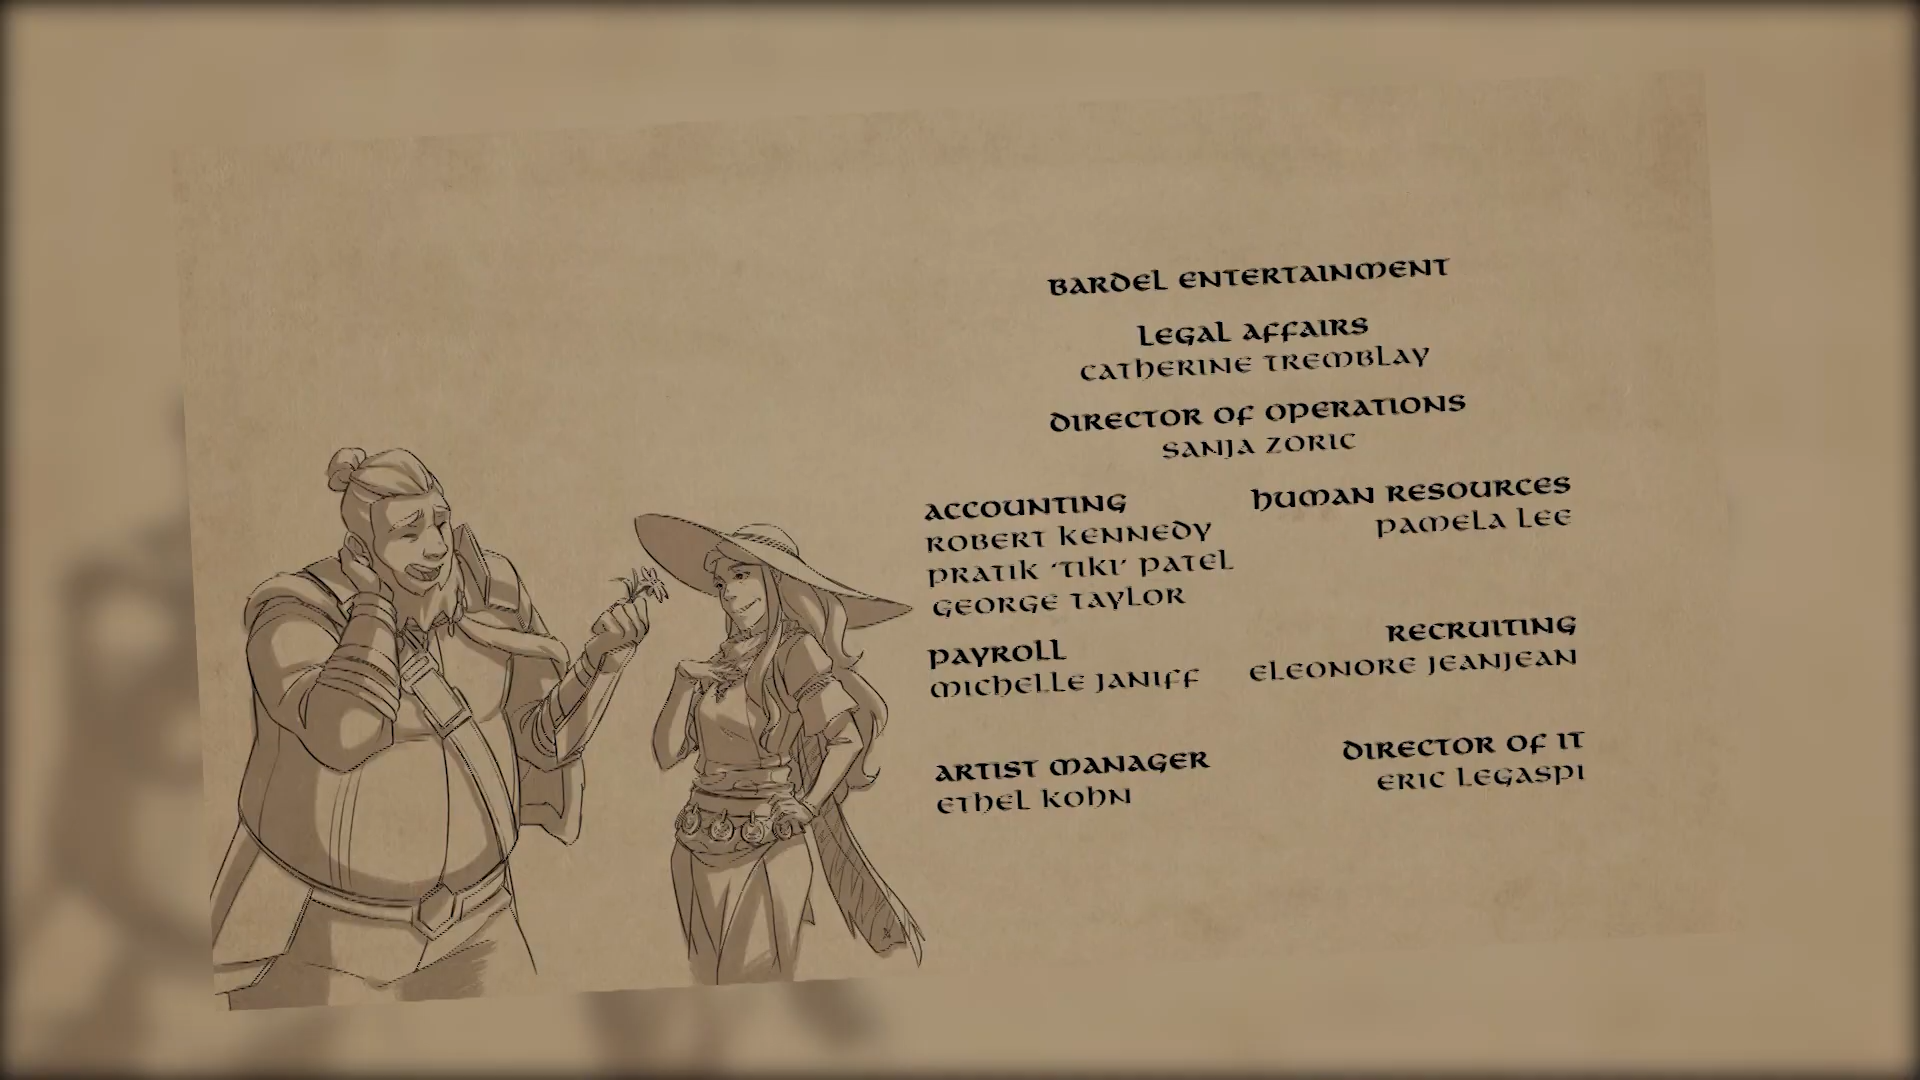 BARDEL ENTERTAINMENT
LEGAL AFFAIRS
CATHERINE TREMBLAY
DIRECTOR OF OPERATIONS
SANJA ZORIC
ACCOUNTING
ROBERT KENNEDY
PRATIK 'TIKI' PATEL
GEORGE TAYLOR
HUMAN RESOURCES
PAMELA LEE
PAYROLL
MICHELLE JANIFF
RECRUITING
ELEONORE JEANJEAN
ARTIST MANAGER
ETHEL KOHN
DIRECTOR OF IT
ERIC LEGASPI